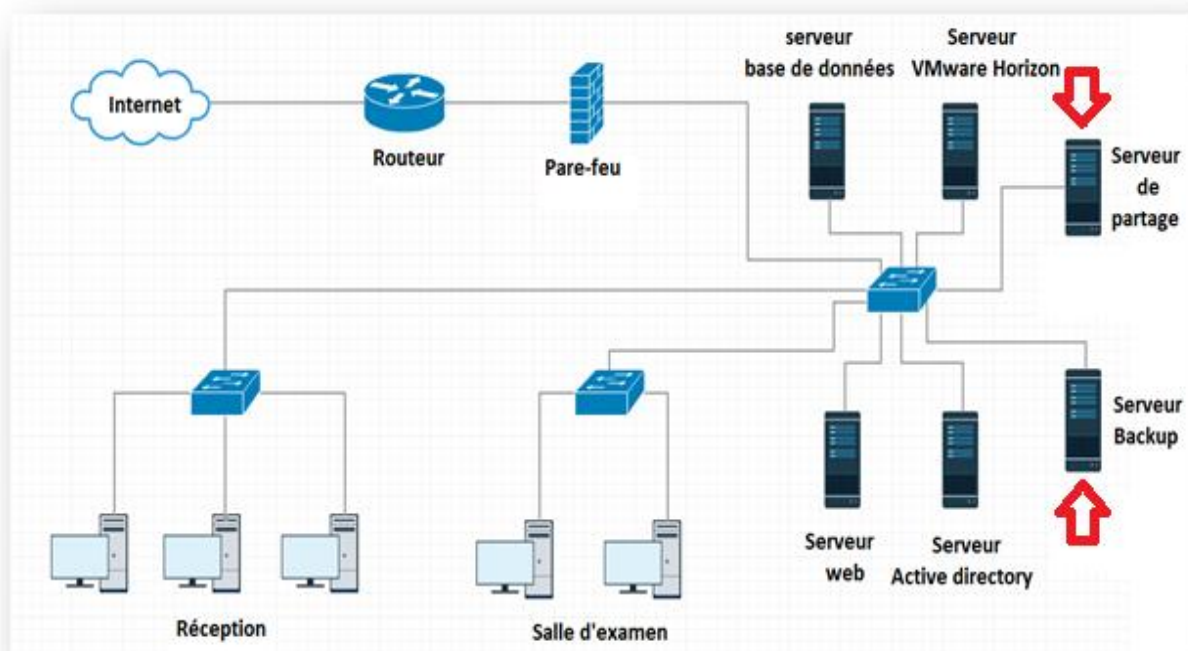 serveur
base de données
Serveur
VMware Horizon
Internet
Routeur
Pare-feu
Serveur
de
partage
Serveur
Backup
Serveur
web
Serveur
Active directory
Réception
Salle d'examen